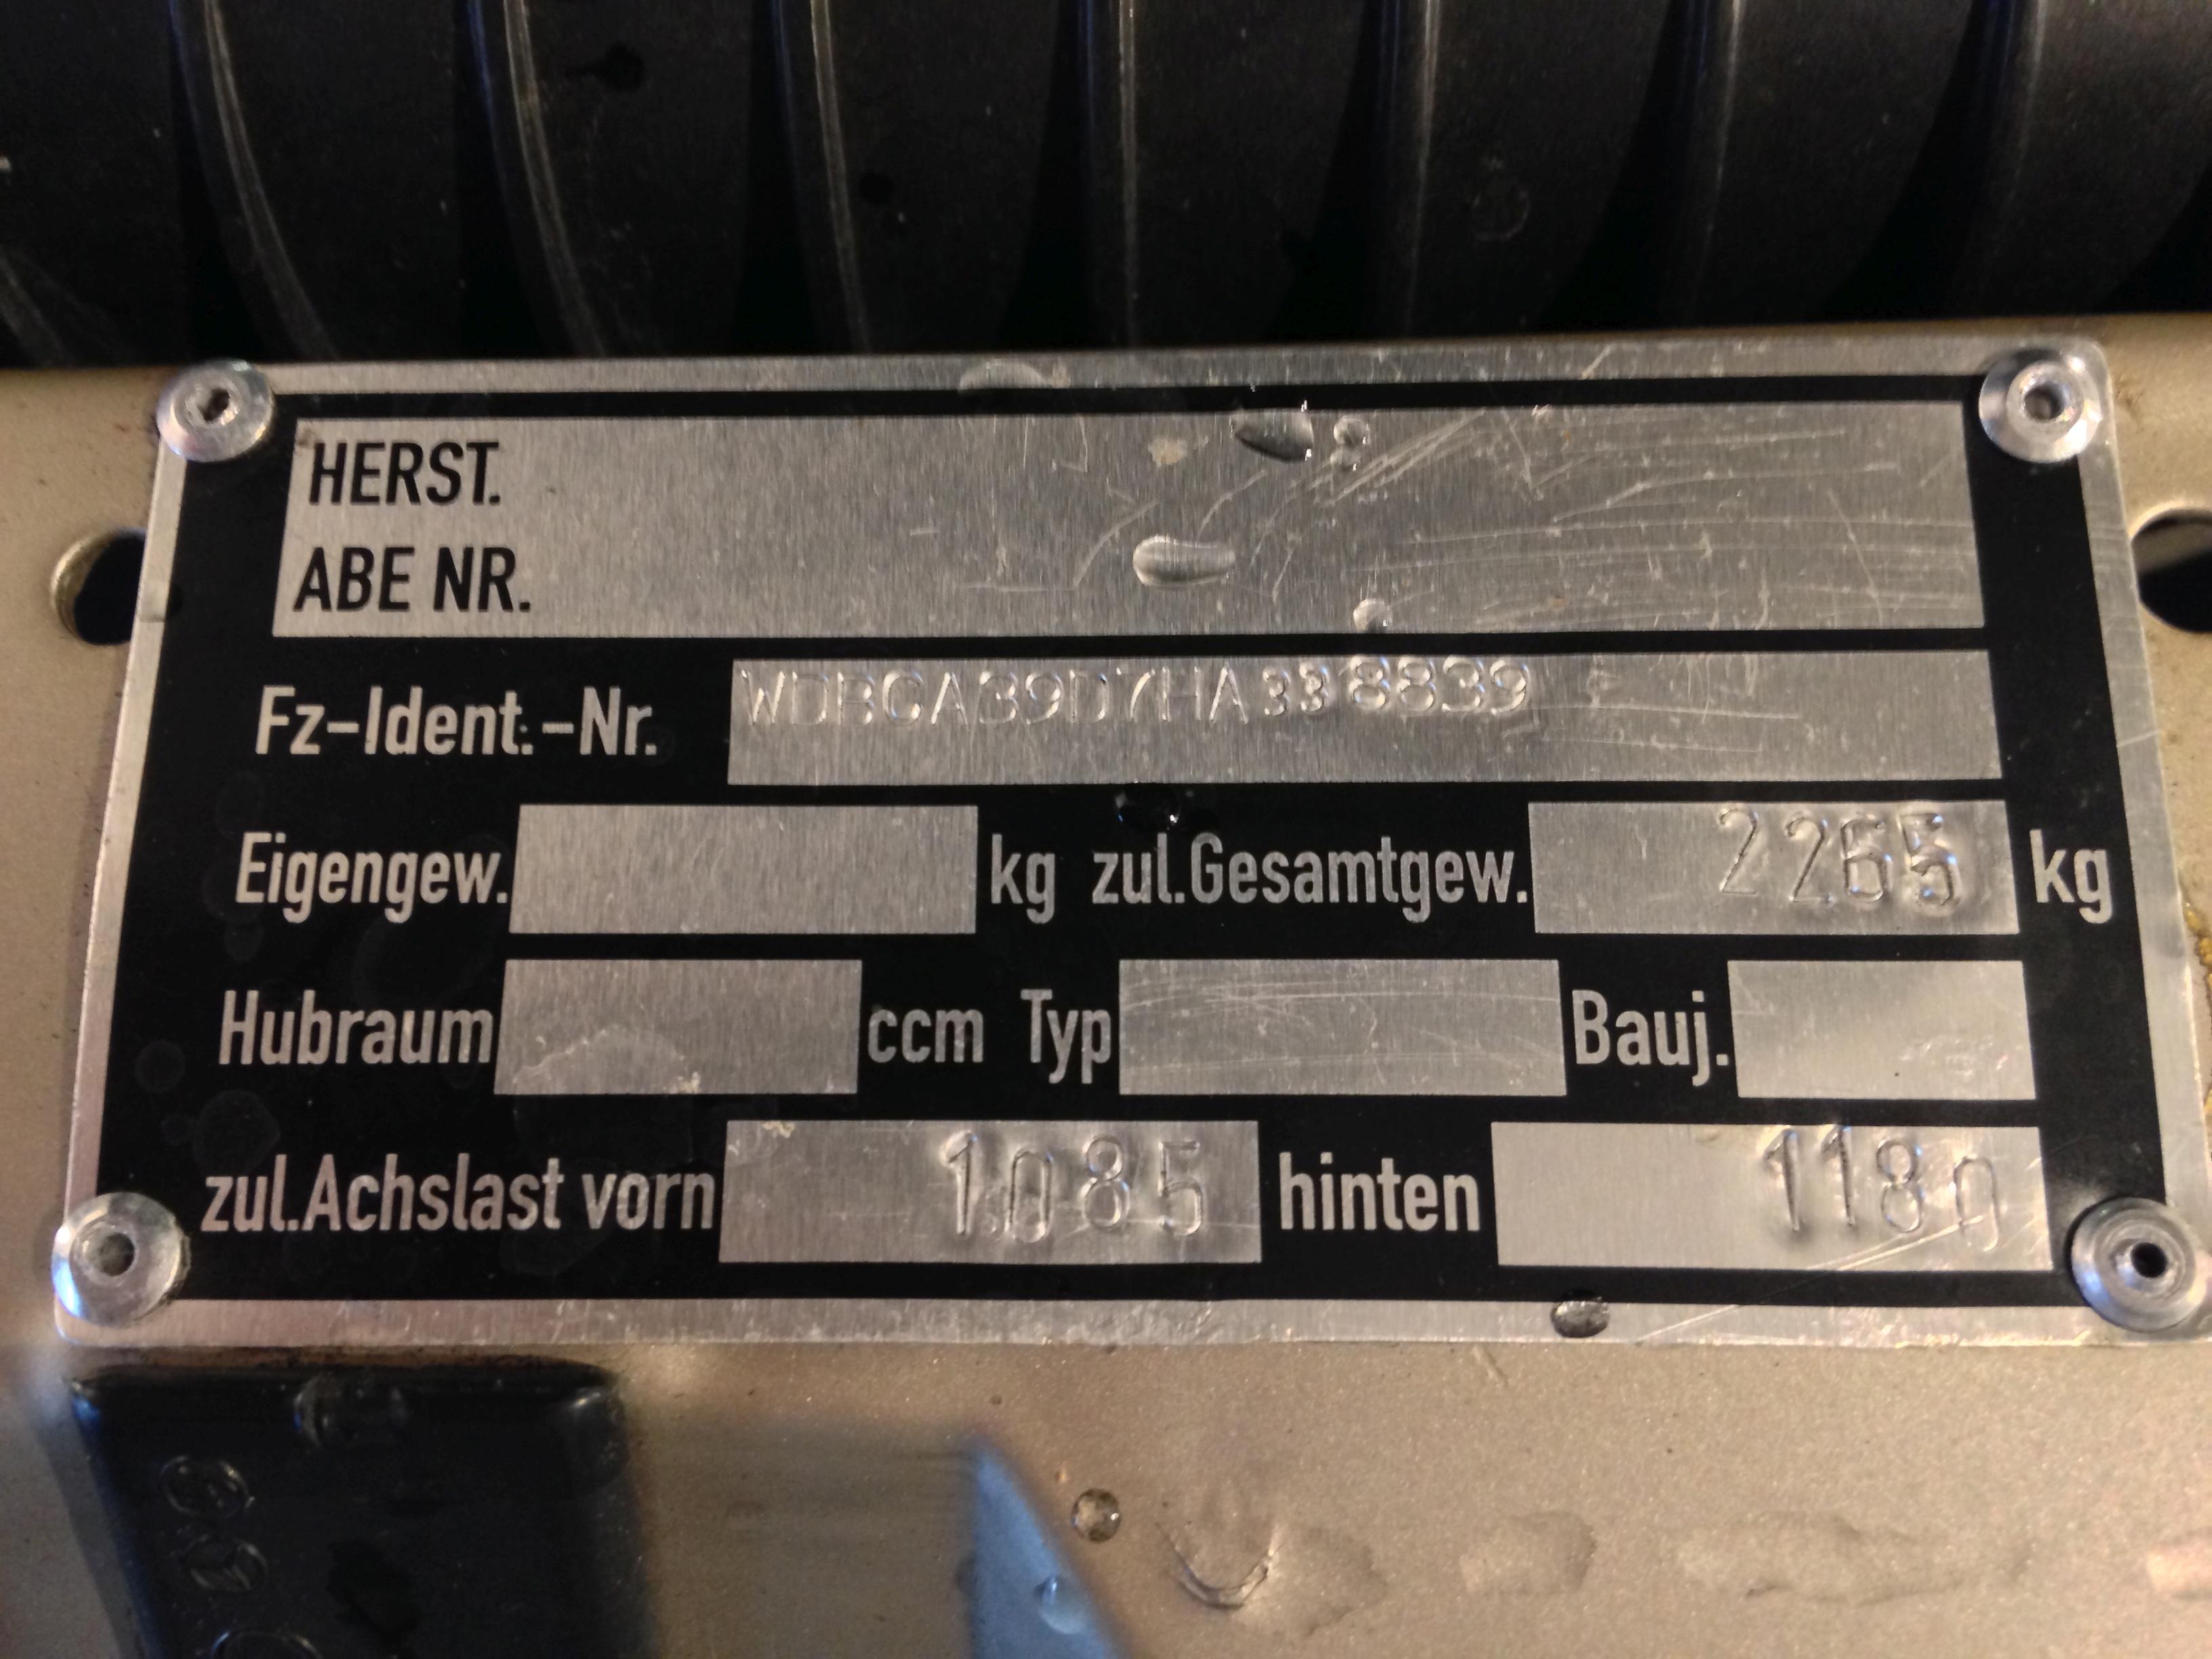 HERST.
ABE NR.
Fz-Ident.-Nr. WDBCA39D7HA338839
Eigengew. kg zul.Gesamtgew. 2265 kg
Hubraum ccm Typ Bauj.
zul.Achslast vorn 1085 hinten 1180